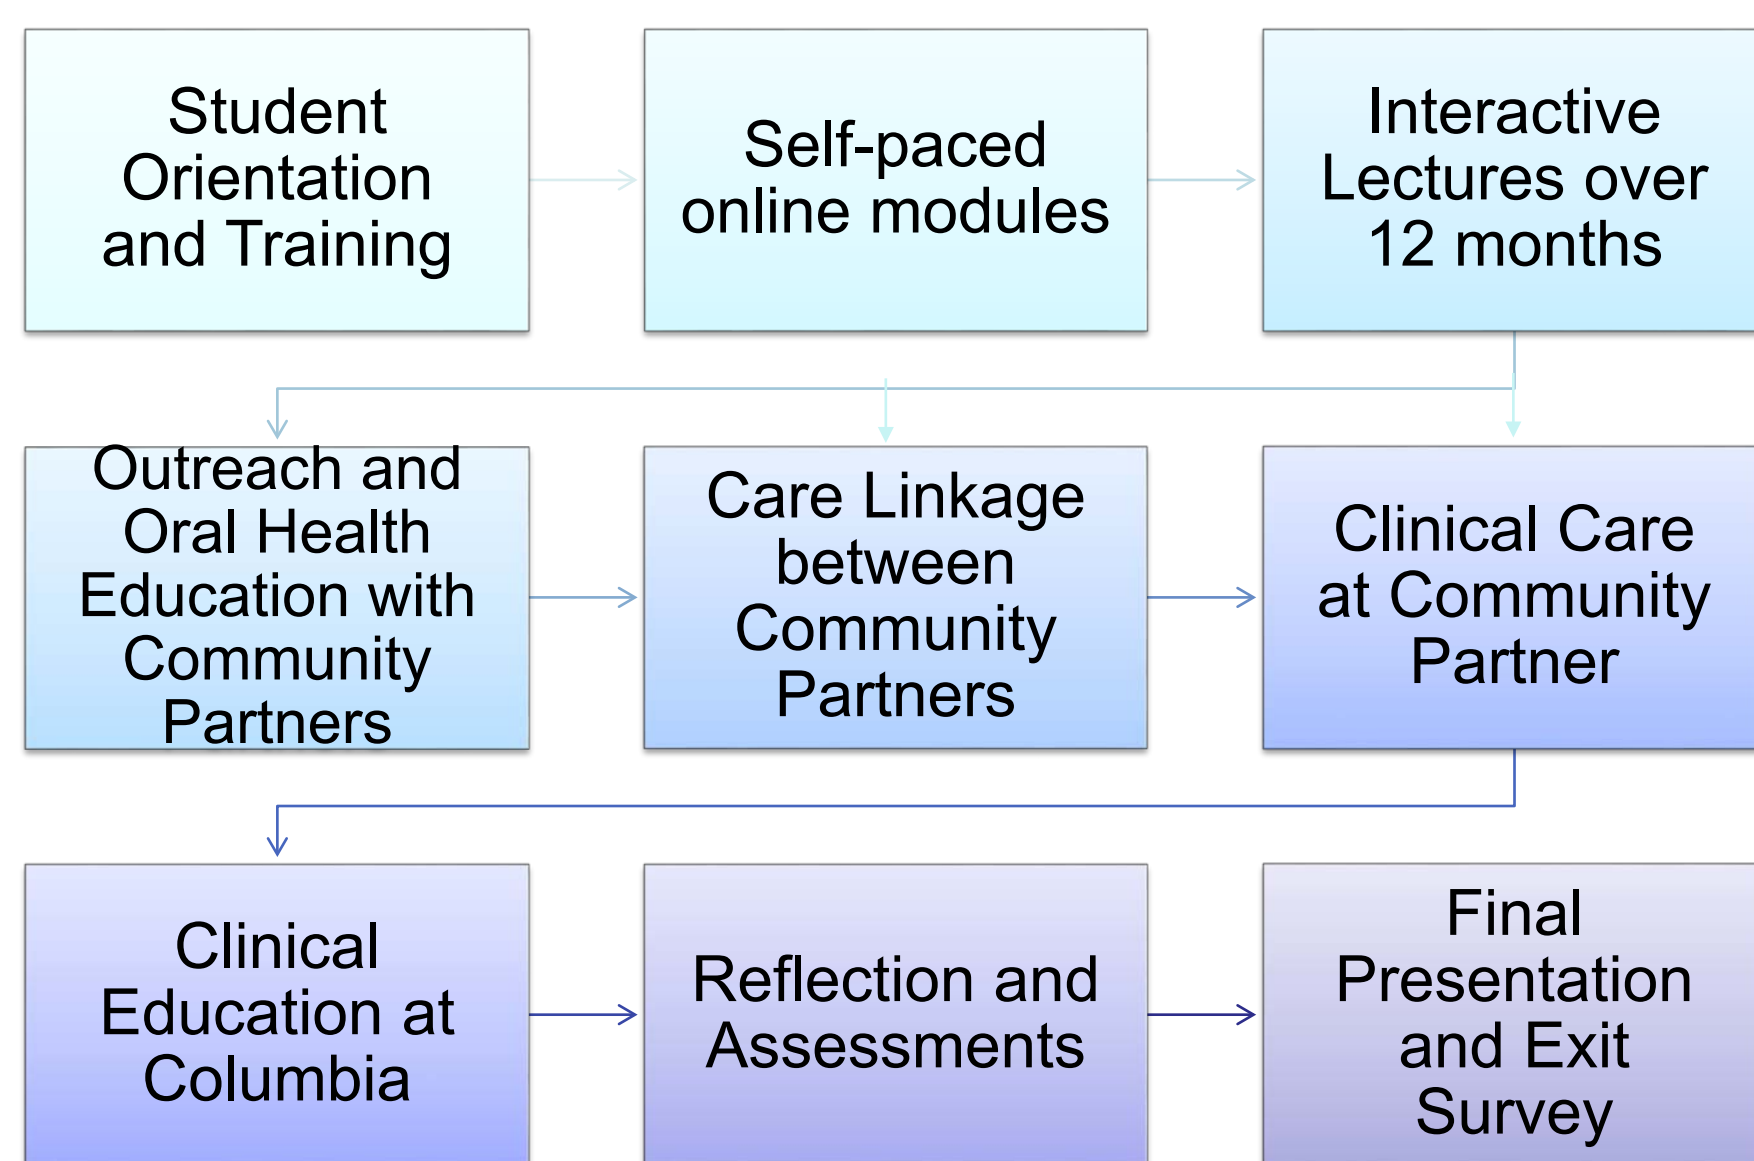 Student
Orientation
and Training
Self-paced
online modules
Interactive
Lectures over
12 months
Outreach and
Oral Health
Education with
Community
Partners
Care Linkage
between
Community
Partners
Clinical Care
at Community
Partner
Clinical
Education at
Columbia
Reflection and
Assessments
Final
Presentation
and Exit
Survey